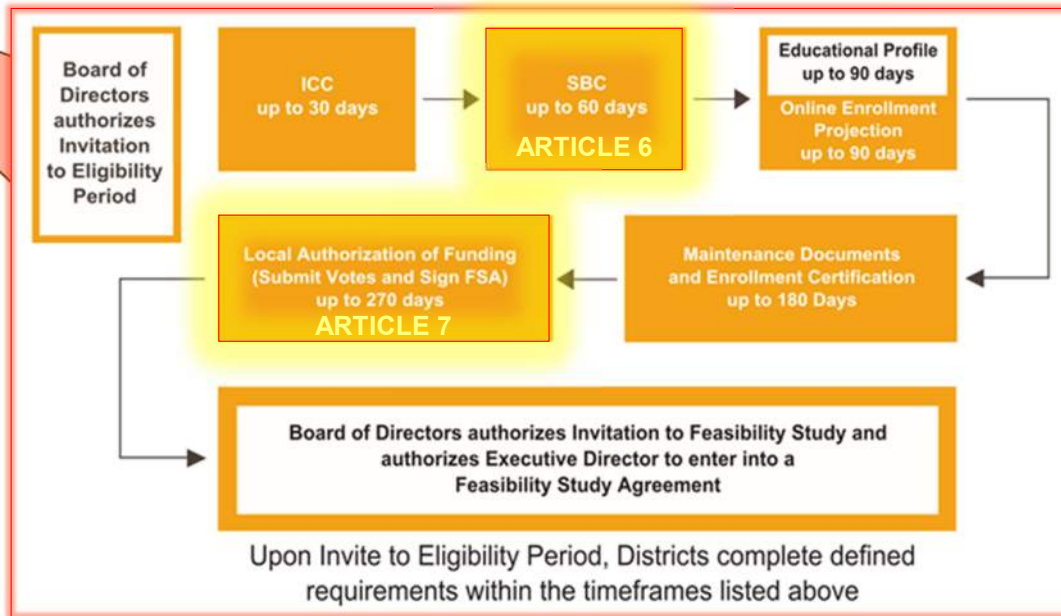 Board of
Directors
authorizes
Invitation
to Eligibility
Period
ICC
up to 30 days
SBC
up to 60 days
ARTICLE 6
Educational Profile
up to 90 days
Online Enrollment
Projection
up to 90 days
Maintenance Documents
and Enrollment Certification
up to 180 Days
Local Authorization of Funding
(Submit Votes and Sign FSA)
up to 270 days
ARTICLE 7
Board of Directors authorizes Invitation to Feasibility Study and
authorizes Executive Director to enter into a
Feasibility Study Agreement
Upon Invite to Eligibility Period, Districts complete defined
requirements within the timeframes listed above